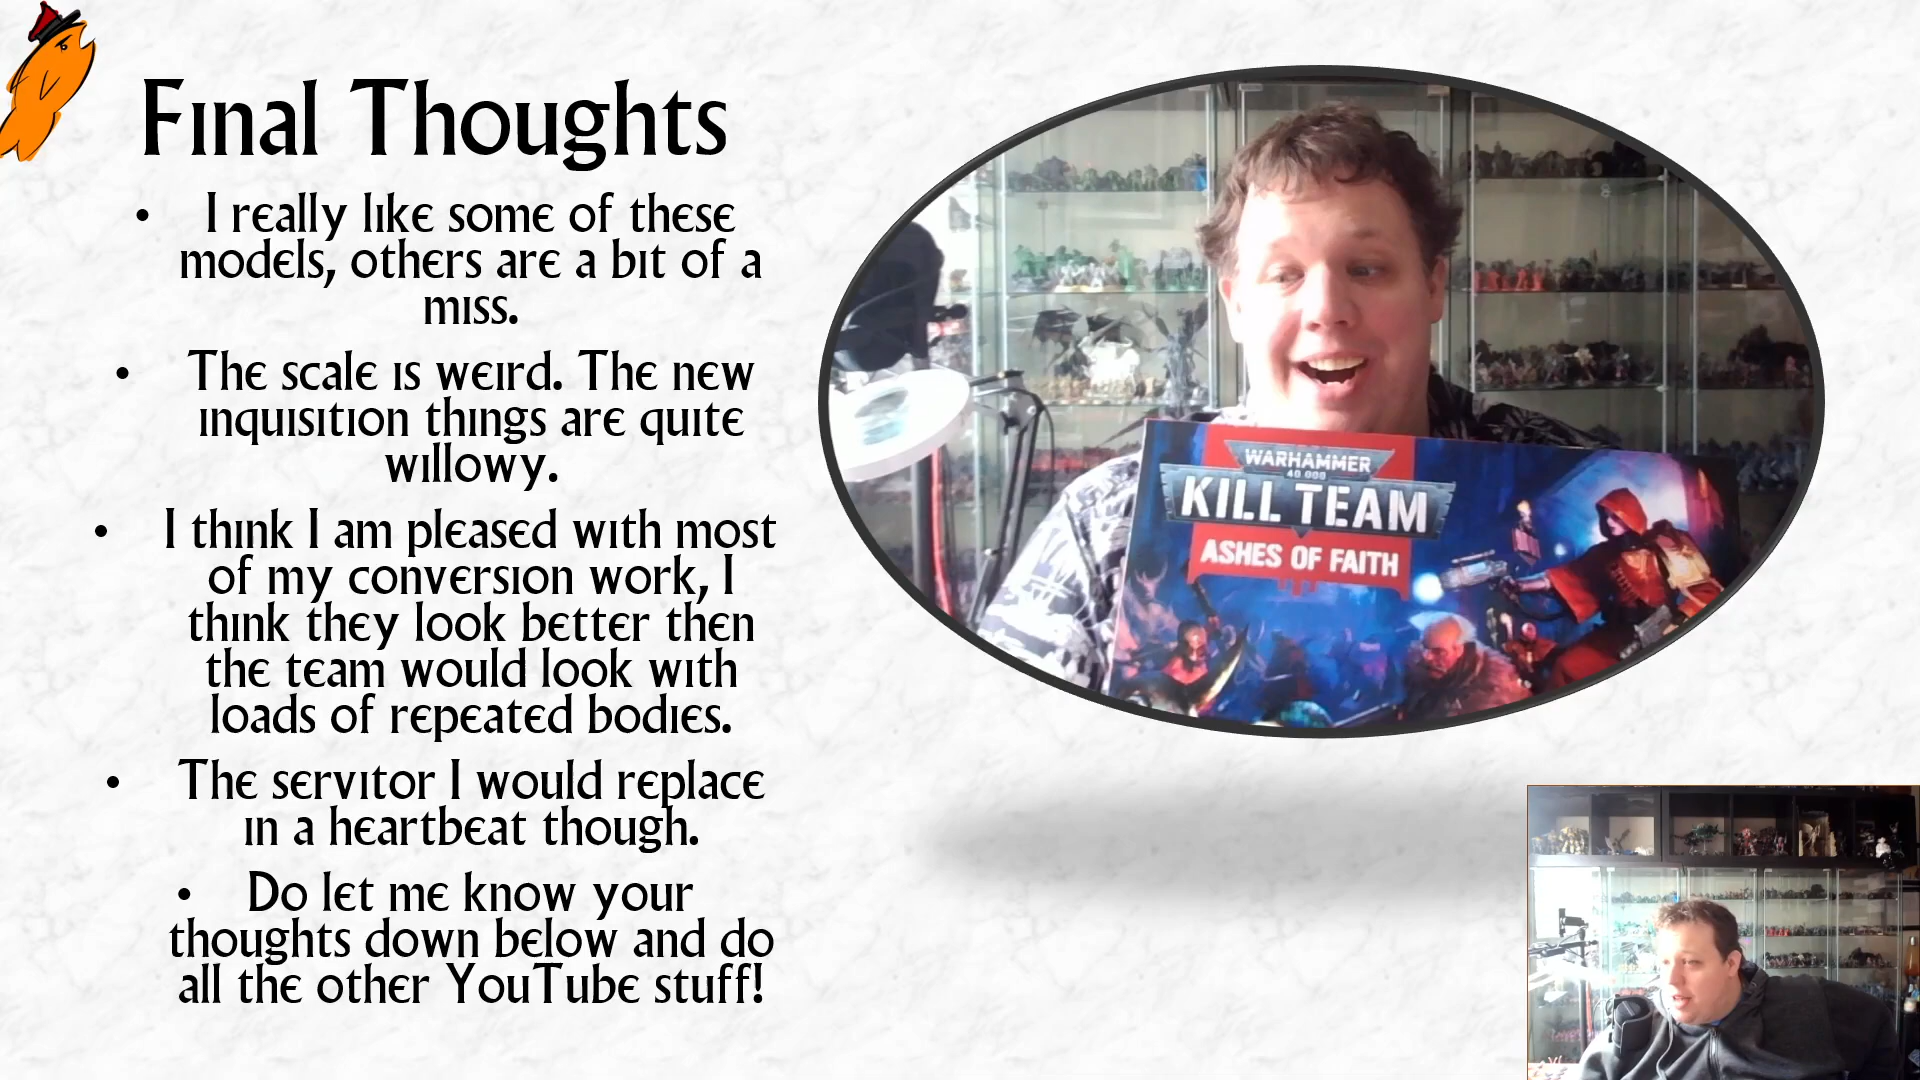 Final Thoughts
• I really like some of these
models, others are a bit of a
miss.
• The scale is weird. The new
inquisition things are quite
willowy.
• I think I am pleased with most
of my conversion work, I
think they look better then
the team would look with
loads of repeated bodies.
• The servitor I would replace
in a heartbeat though.
• Do let me know your
thoughts down below and do
all the other YouTube stuff!
WARHAMMER
40,000
KILL TEAM
ASHES OF FAITH